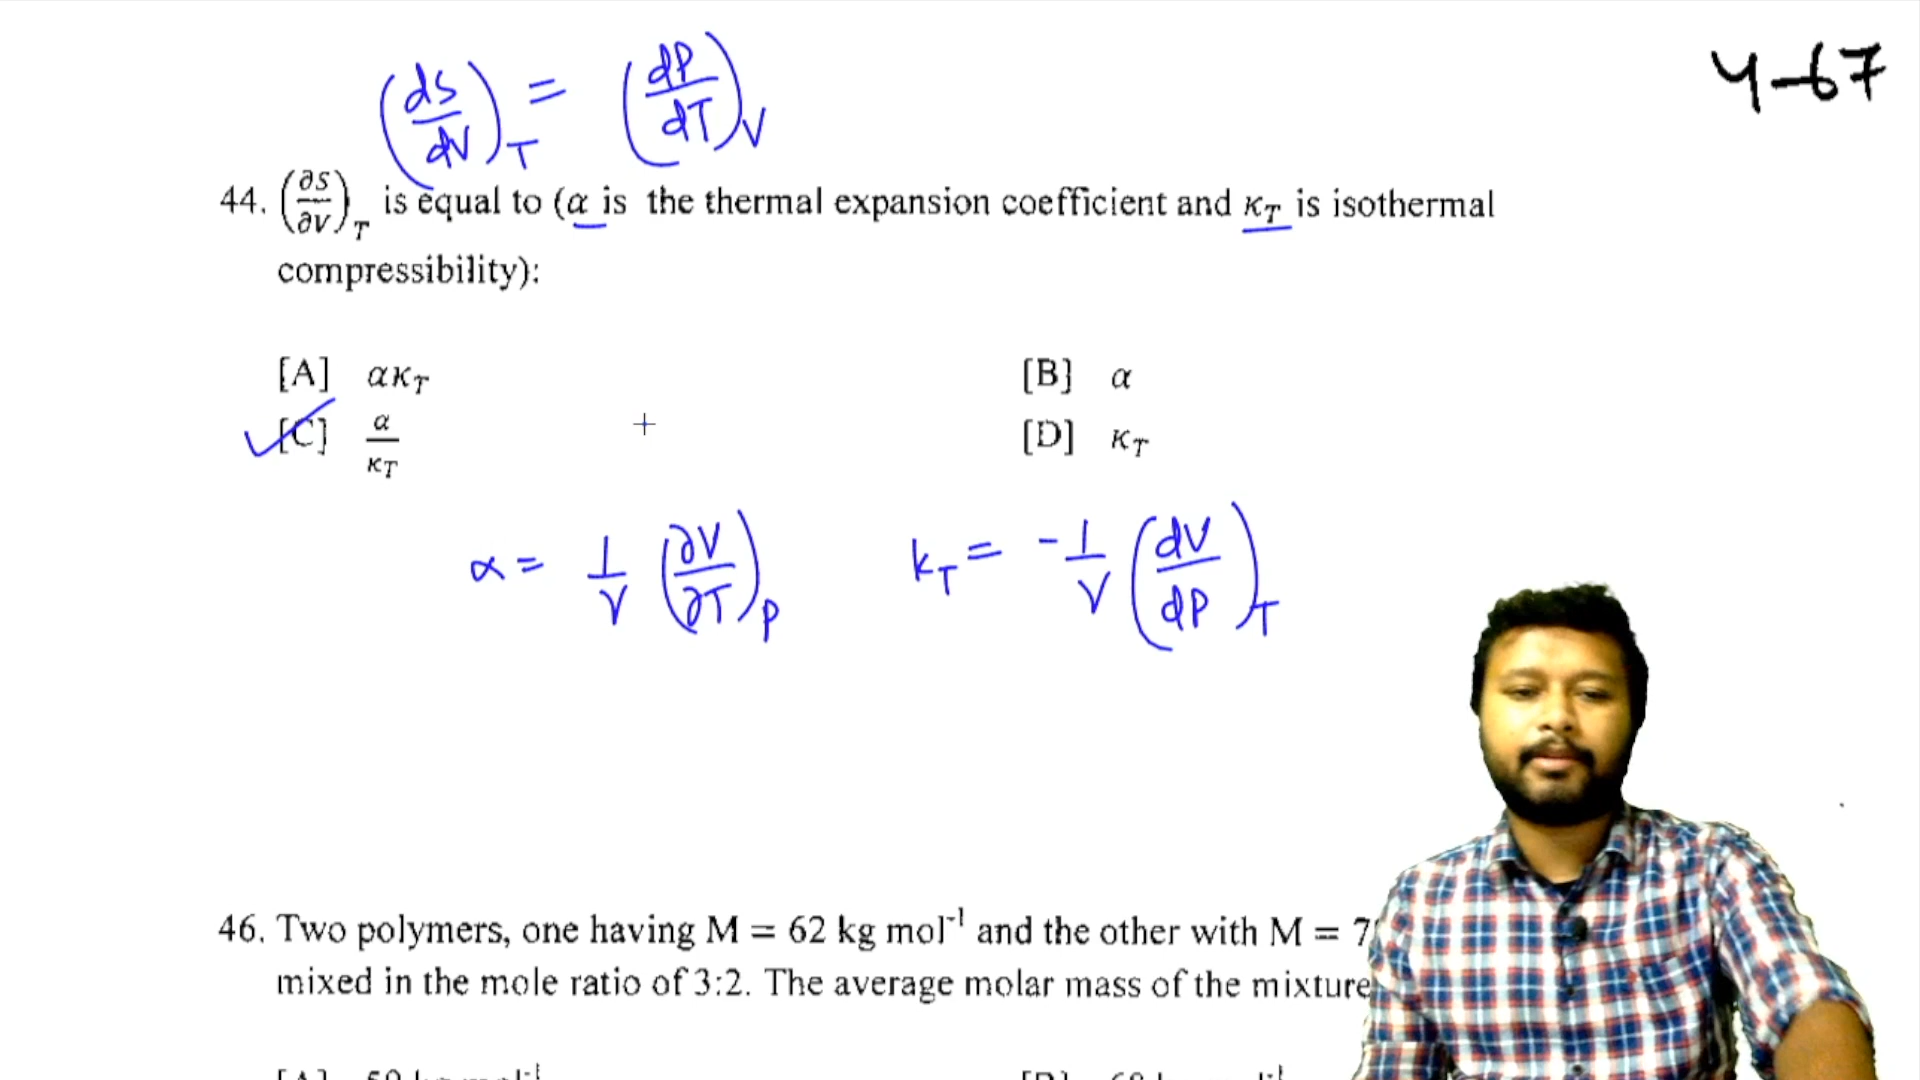 (dS/dV)_T = (dP/dT)_V
4-67
44. (∂S/∂V)_T is equal to (α is the thermal expansion coefficient and κ_T is isothermal
compressibility):
[A] ακ_T
[B] α
[C] α/κ_T
[D] κ_T
α = 1/V (∂V/∂T)_P
k_T = -1/V (dV/dP)_T
46. Two polymers, one having M = 62 kg mol⁻¹ and the other with M = 7
mixed in the mole ratio of 3:2. The average molar mass of the mixture